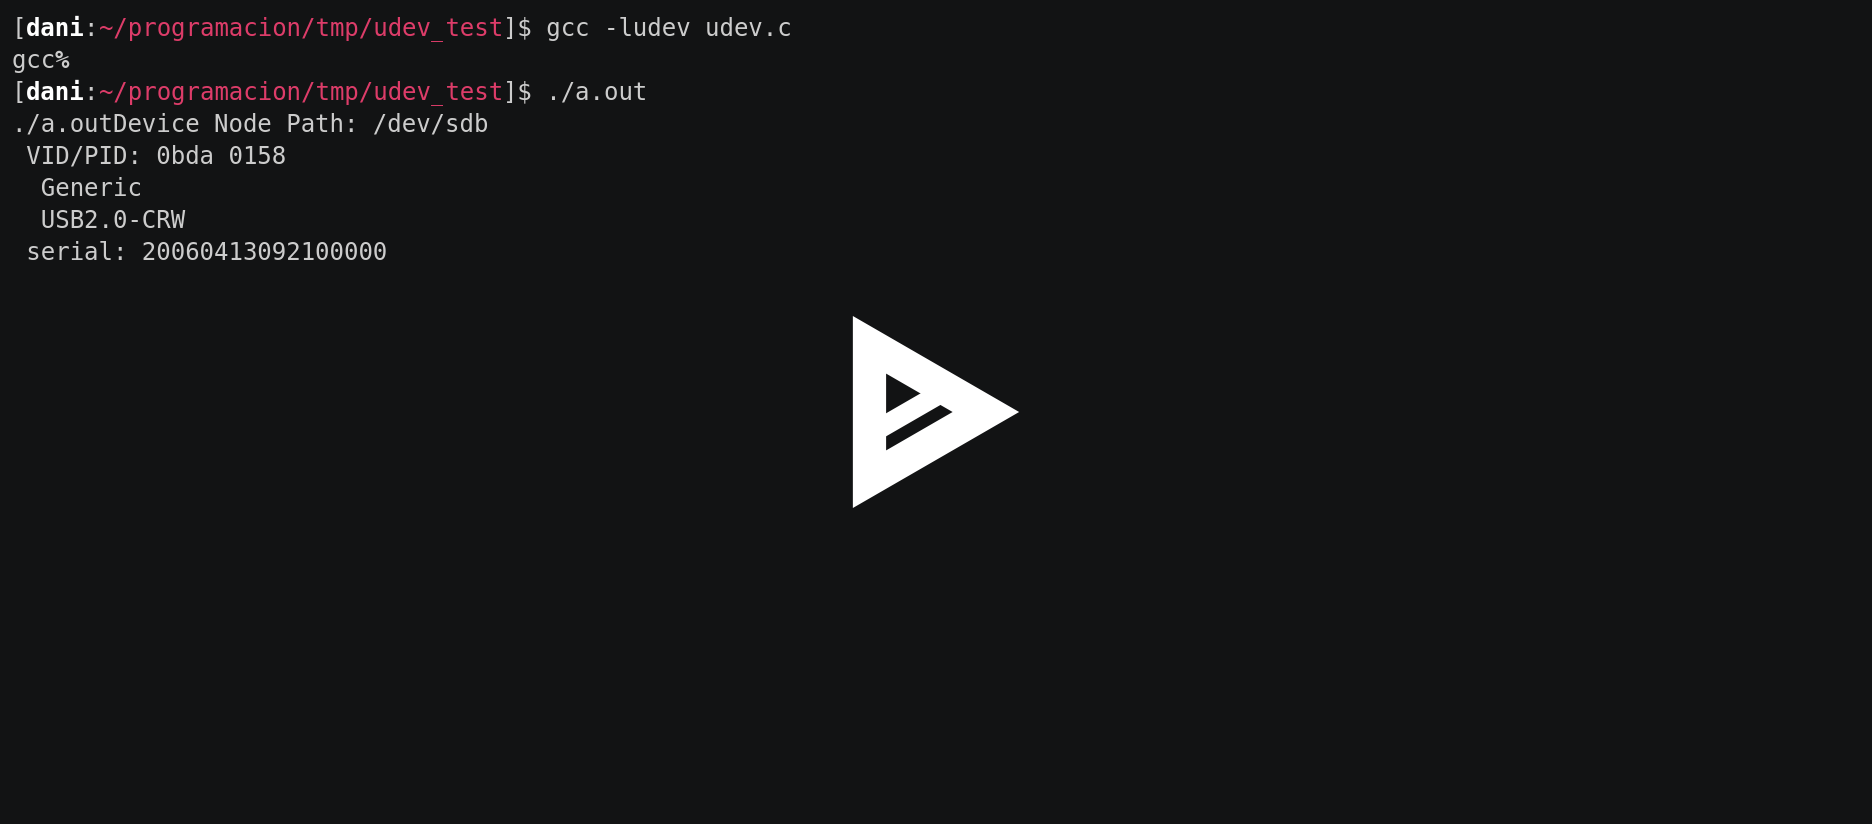 [dani:~/programacion/tmp/udev_test]$ gcc -ludev udev.c
gcc%
[dani:~/programacion/tmp/udev_test]$ ./a.out
./a.outDevice Node Path: /dev/sdb
 VID/PID: 0bda 0158
  Generic
  USB2.0-CRW
 serial: 20060413092100000